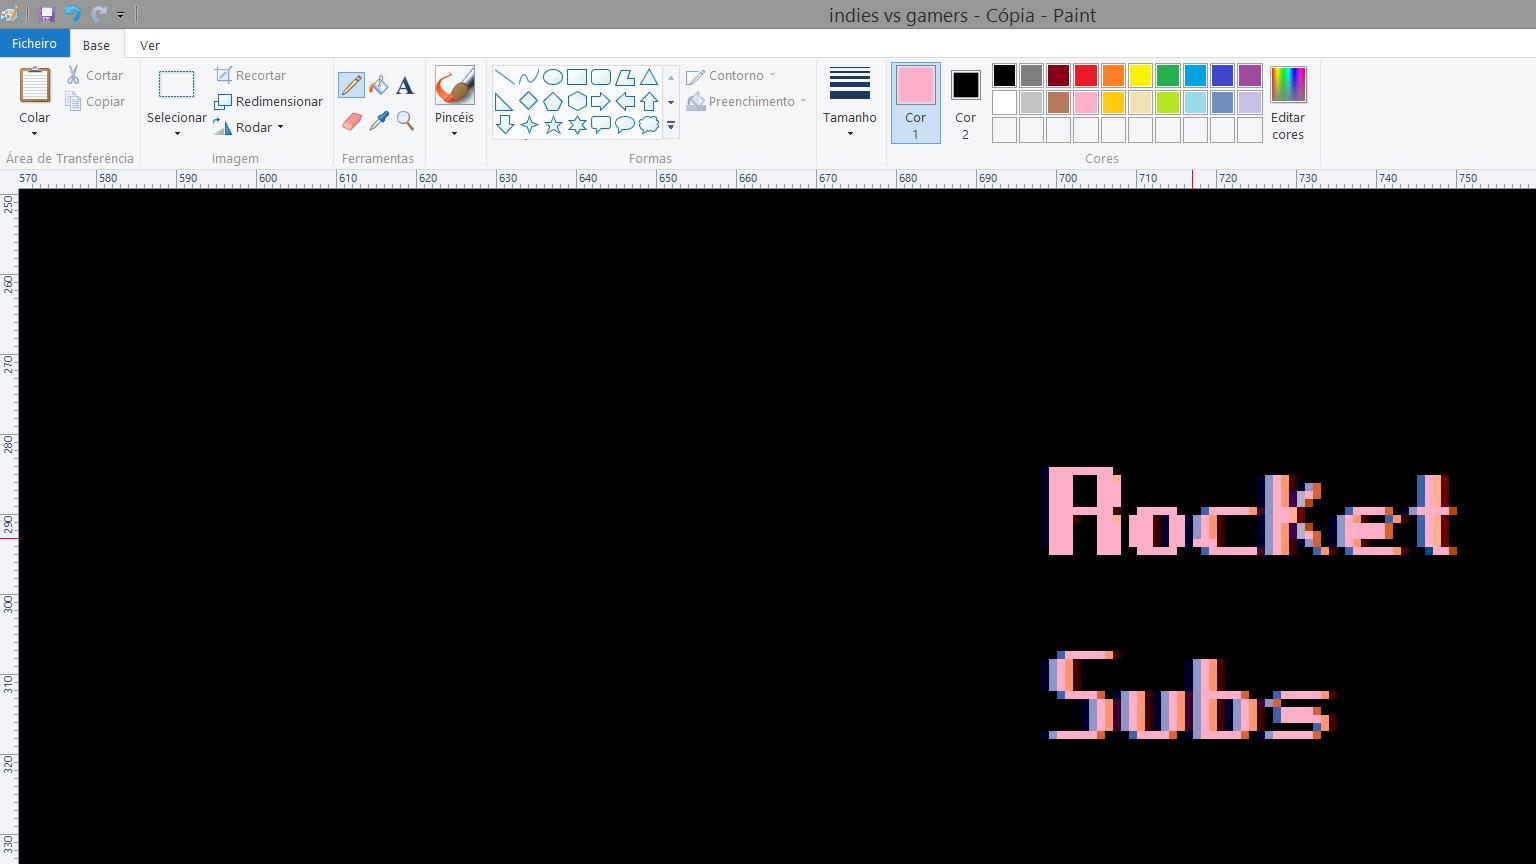 indies vs gamers - Cópia - Paint
Ficheiro Base Ver
Colar
Cortar
Copiar
Área de Transferência
Selecionar
Recortar
Redimensionar
Rodar
Imagem
A
Ferramentas
Pincéis
Contorno
Preenchimento
Formas
Tamanho
Cor 1
Cor 2
Editar cores
Cores
570 580 590 600 610 620 630 640 650 660 670 680 690 700 710 720 730 740 750
250
260
270
280
290
300
310
320
330
Rocket
Subs